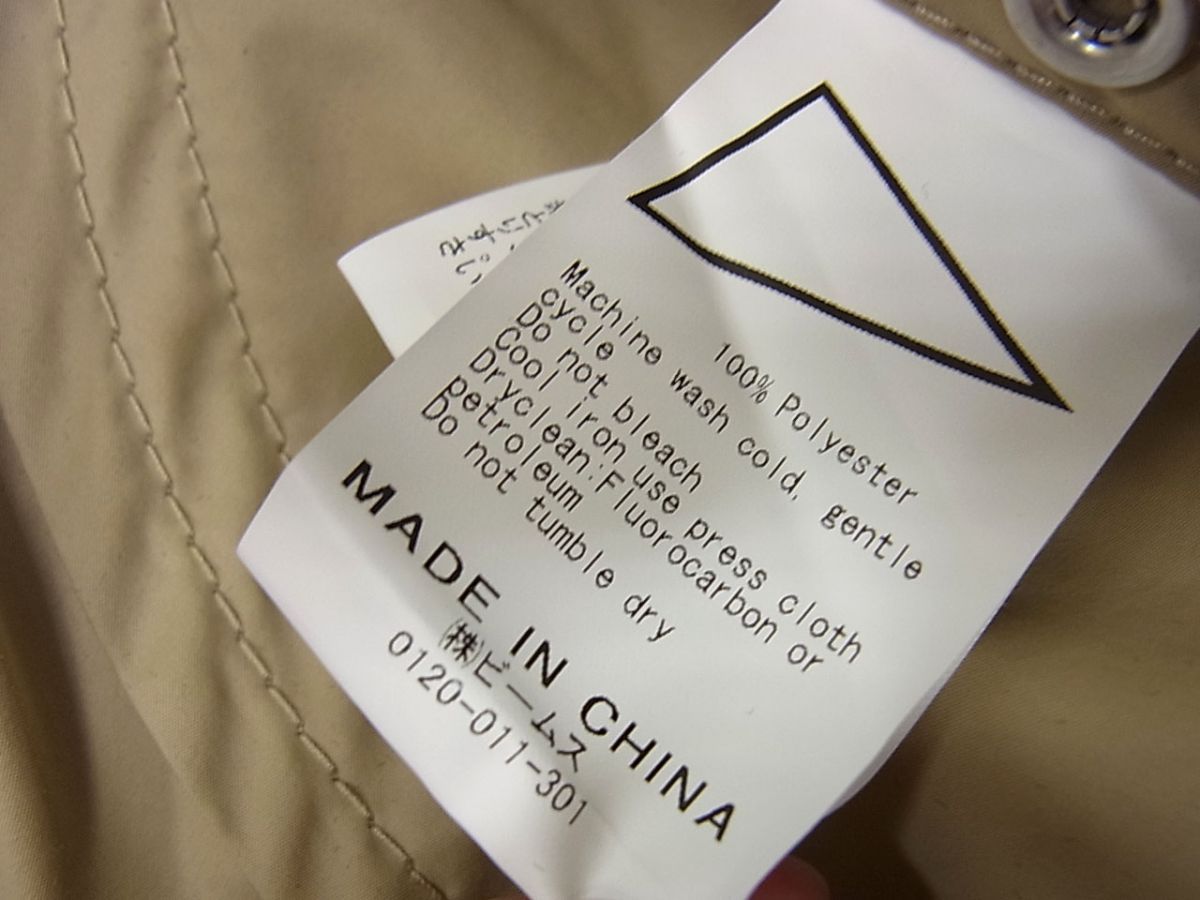 100% Polyester
Machine wash cold, gentle
cycle
Do not bleach
Cool iron use press cloth
Dryclean:Fluorocarbon or
petroleum
Do not tumble dry
MADE IN CHINA
㈱ビームス
0120-011-301